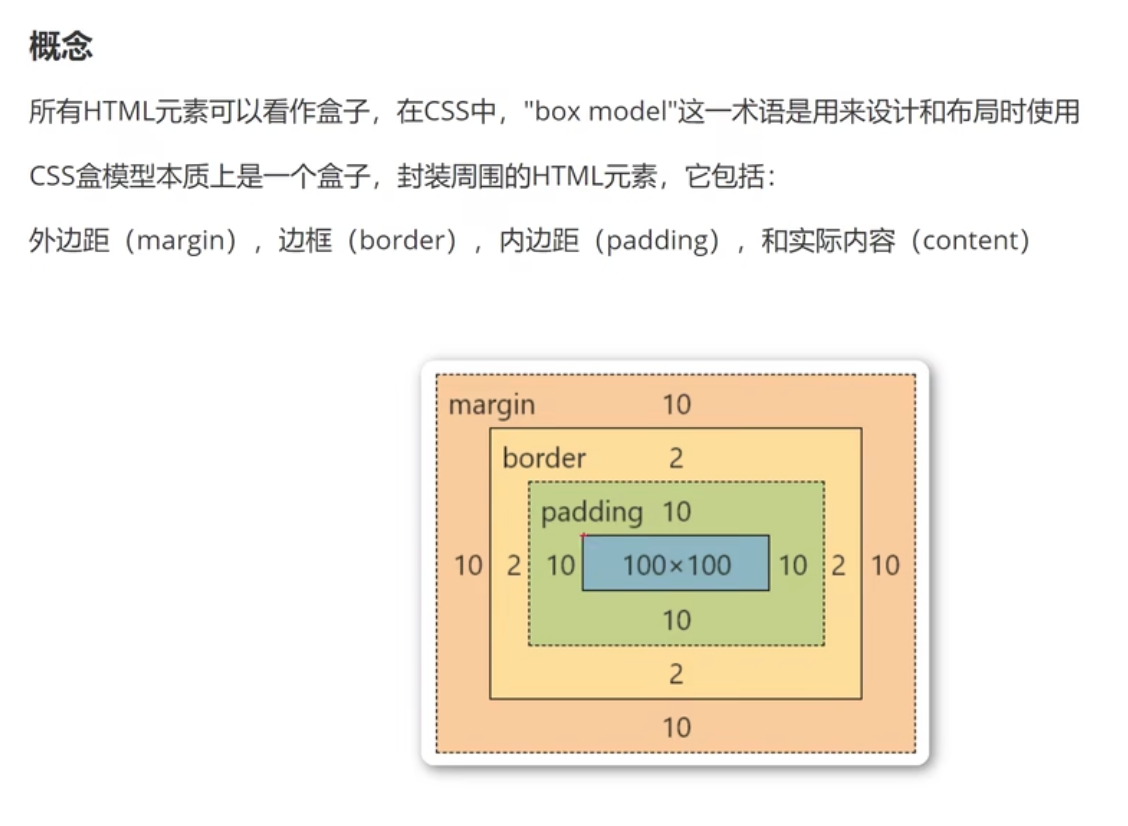 概念
所有HTML元素可以看作盒子，在CSS中，"box model"这一术语是用来设计和布局时使用
CSS盒模型本质上是一个盒子，封装周围的HTML元素，它包括：
外边距（margin），边框（border），内边距（padding），和实际内容（content）
margin 10
border 2
padding 10
10 2 10 100×100 10 2 10
10
2
10